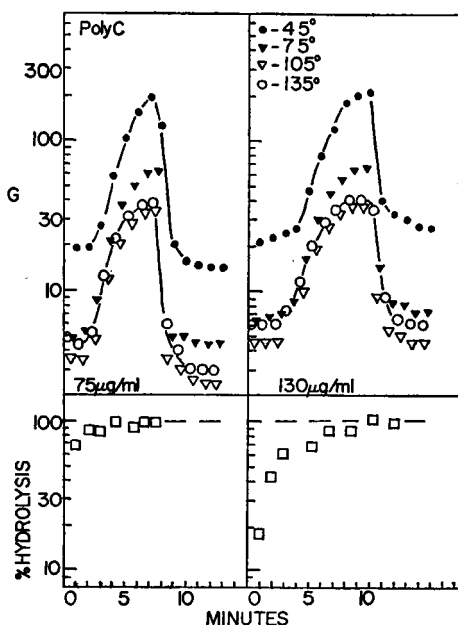 PolyC
● -45°
▼ -75°
▽ -105°
○ -135°
300
100
G
30
10
75μg/ml
130μg/ml
% HYDROLYSIS
100
30
10
0 5 10
0 5 10
MINUTES